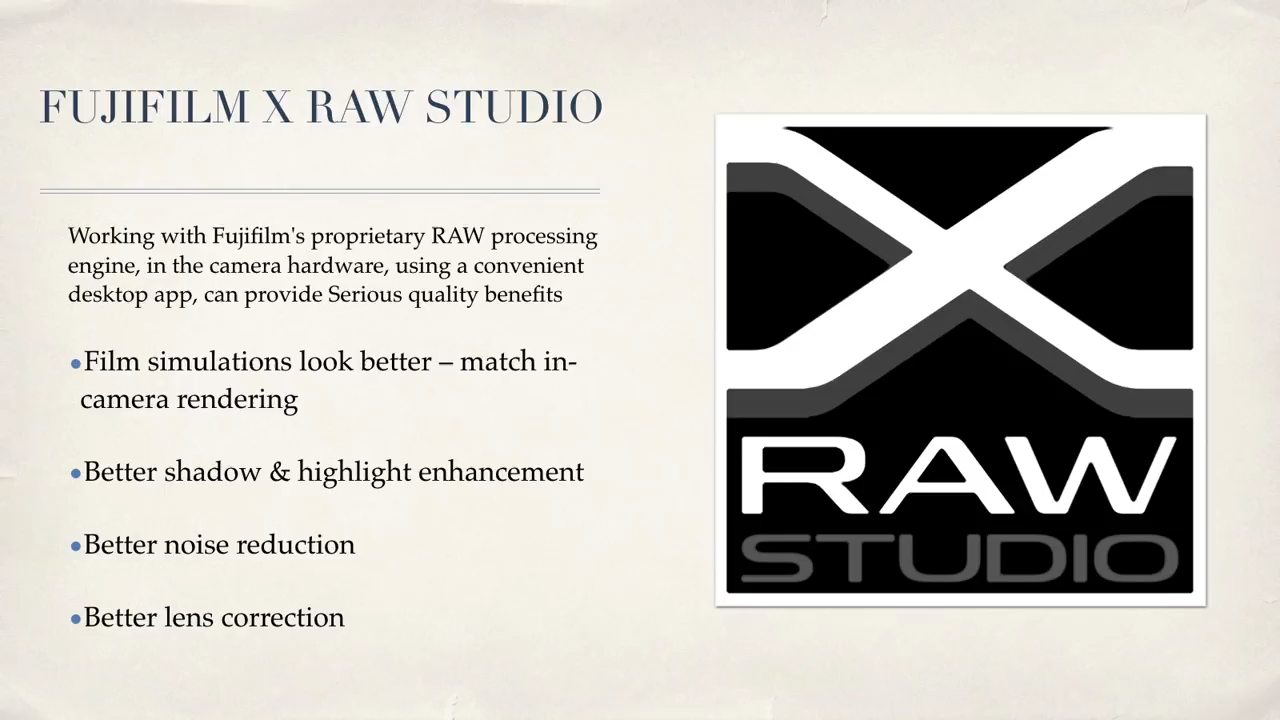 FUJIFILM X RAW STUDIO
Working with Fujifilm's proprietary RAW processing
engine, in the camera hardware, using a convenient
desktop app, can provide Serious quality benefits
•Film simulations look better – match in-
camera rendering
•Better shadow & highlight enhancement
•Better noise reduction
•Better lens correction
X
RAW
STUDIO